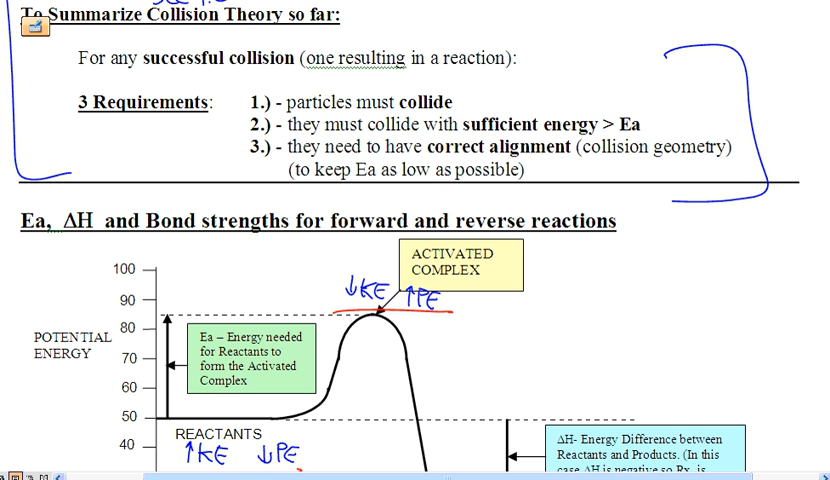 To Summarize Collision Theory so far:
For any successful collision (one resulting in a reaction):
3 Requirements: 1.) - particles must collide
2.) - they must collide with sufficient energy > Ea
3.) - they need to have correct alignment (collision geometry)
(to keep Ea as low as possible)
Ea, ΔH and Bond strengths for forward and reverse reactions
ACTIVATED
COMPLEX
100
↓KE ↑PE
90
80
POTENTIAL
ENERGY
Ea – Energy needed
for Reactants to
form the Activated
Complex
70
60
50
REACTANTS
40
↑KE ↓PE
ΔH- Energy Difference between
Reactants and Products. (In this
case ΔH is negative so Rx. is